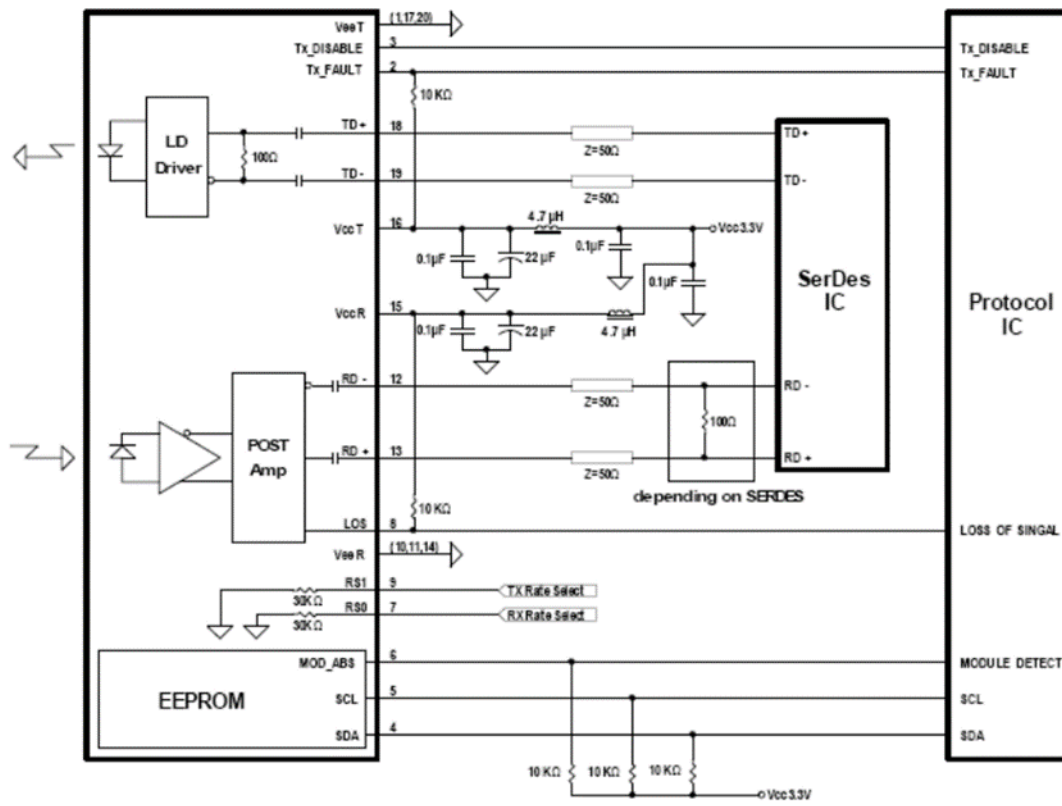 VeeT (1,17,20)
Tx_DISABLE 3 Tx_DISABLE
Tx_FAULT 2 Tx_FAULT
10 KΩ
LD
Driver
100Ω
TD+ 18 Z=50Ω TD+
TD- 19 Z=50Ω TD-
VccT 16 4.7 µH Vcc3.3V
0.1µF 22 µF 0.1µF 0.1µF
SerDes
IC
Protocol
IC
VccR 15
0.1µF 22 µF 4.7 µH
RD - 12 Z=50Ω RD -
POST
Amp
100Ω
RD + 13 Z=50Ω RD +
depending on SERDES
10 KΩ
LOS 8 LOSS OF SINGAL
VeeR (10,11,14)
RS1 9 TX Rate Select
30KΩ
RS0 7 RX Rate Select
30KΩ
MOD_ABS 6 MODULE DETECT
EEPROM
SCL 5 SCL
SDA 4 SDA
10 KΩ 10 KΩ 10 KΩ
Vcc3.3V